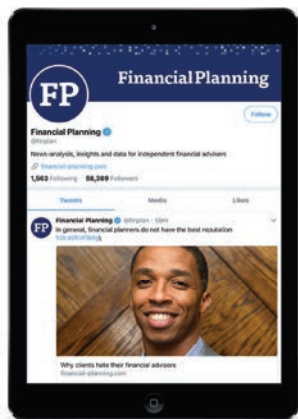 FP
FinancialPlanning
Follow
Financial Planning
@finplan
News-analysis, insights and data for independent financial advisers
financial-planning.com
1,563 Following 58,389 Followers
Tweets Media Likes
FP
Financial Planning @finplan · 59m
In general, financial planners do not have the best reputation
Why clients hate their financial advisors
financial-planning.com